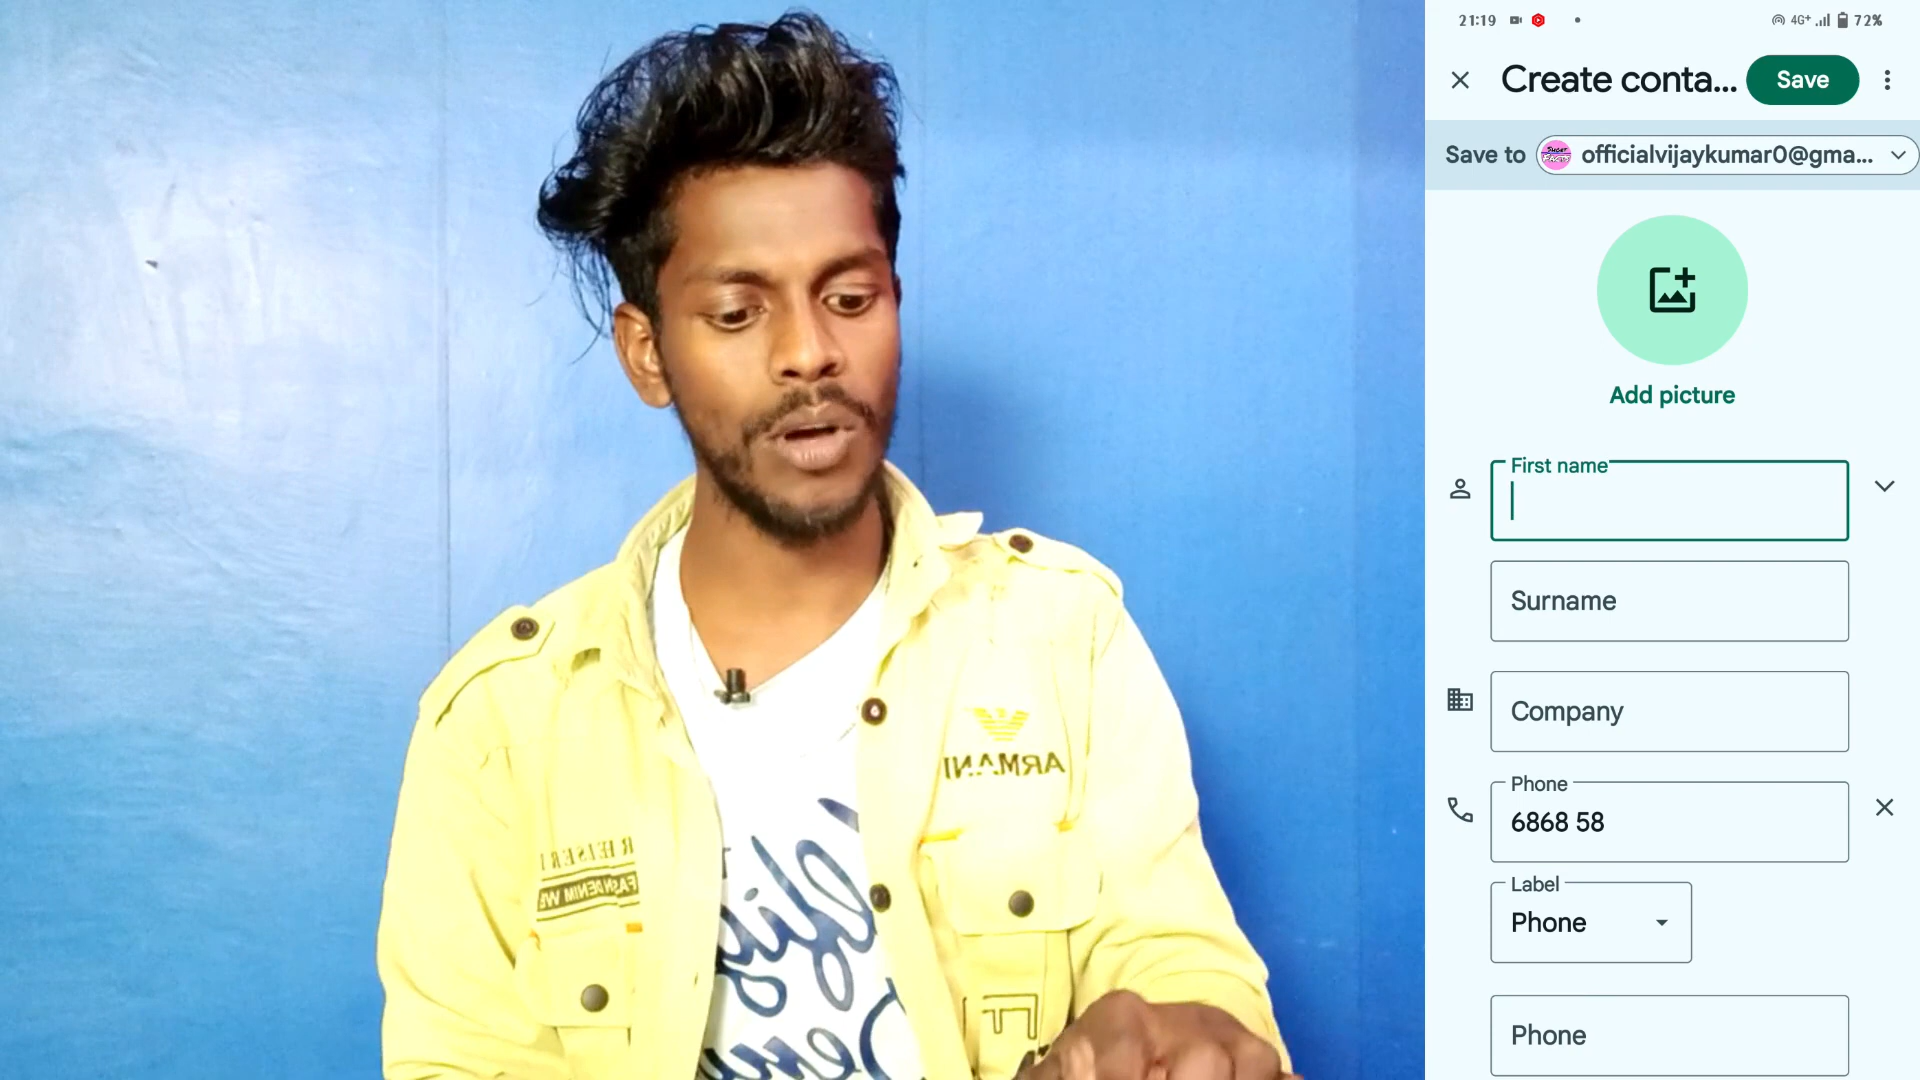 21:19
4G+
72%
Create conta...
Save
Save to
officialvijaykumar0@gma...
Add picture
First name
Surname
Company
Phone
6868 58
Label
Phone
Phone
ARMANI